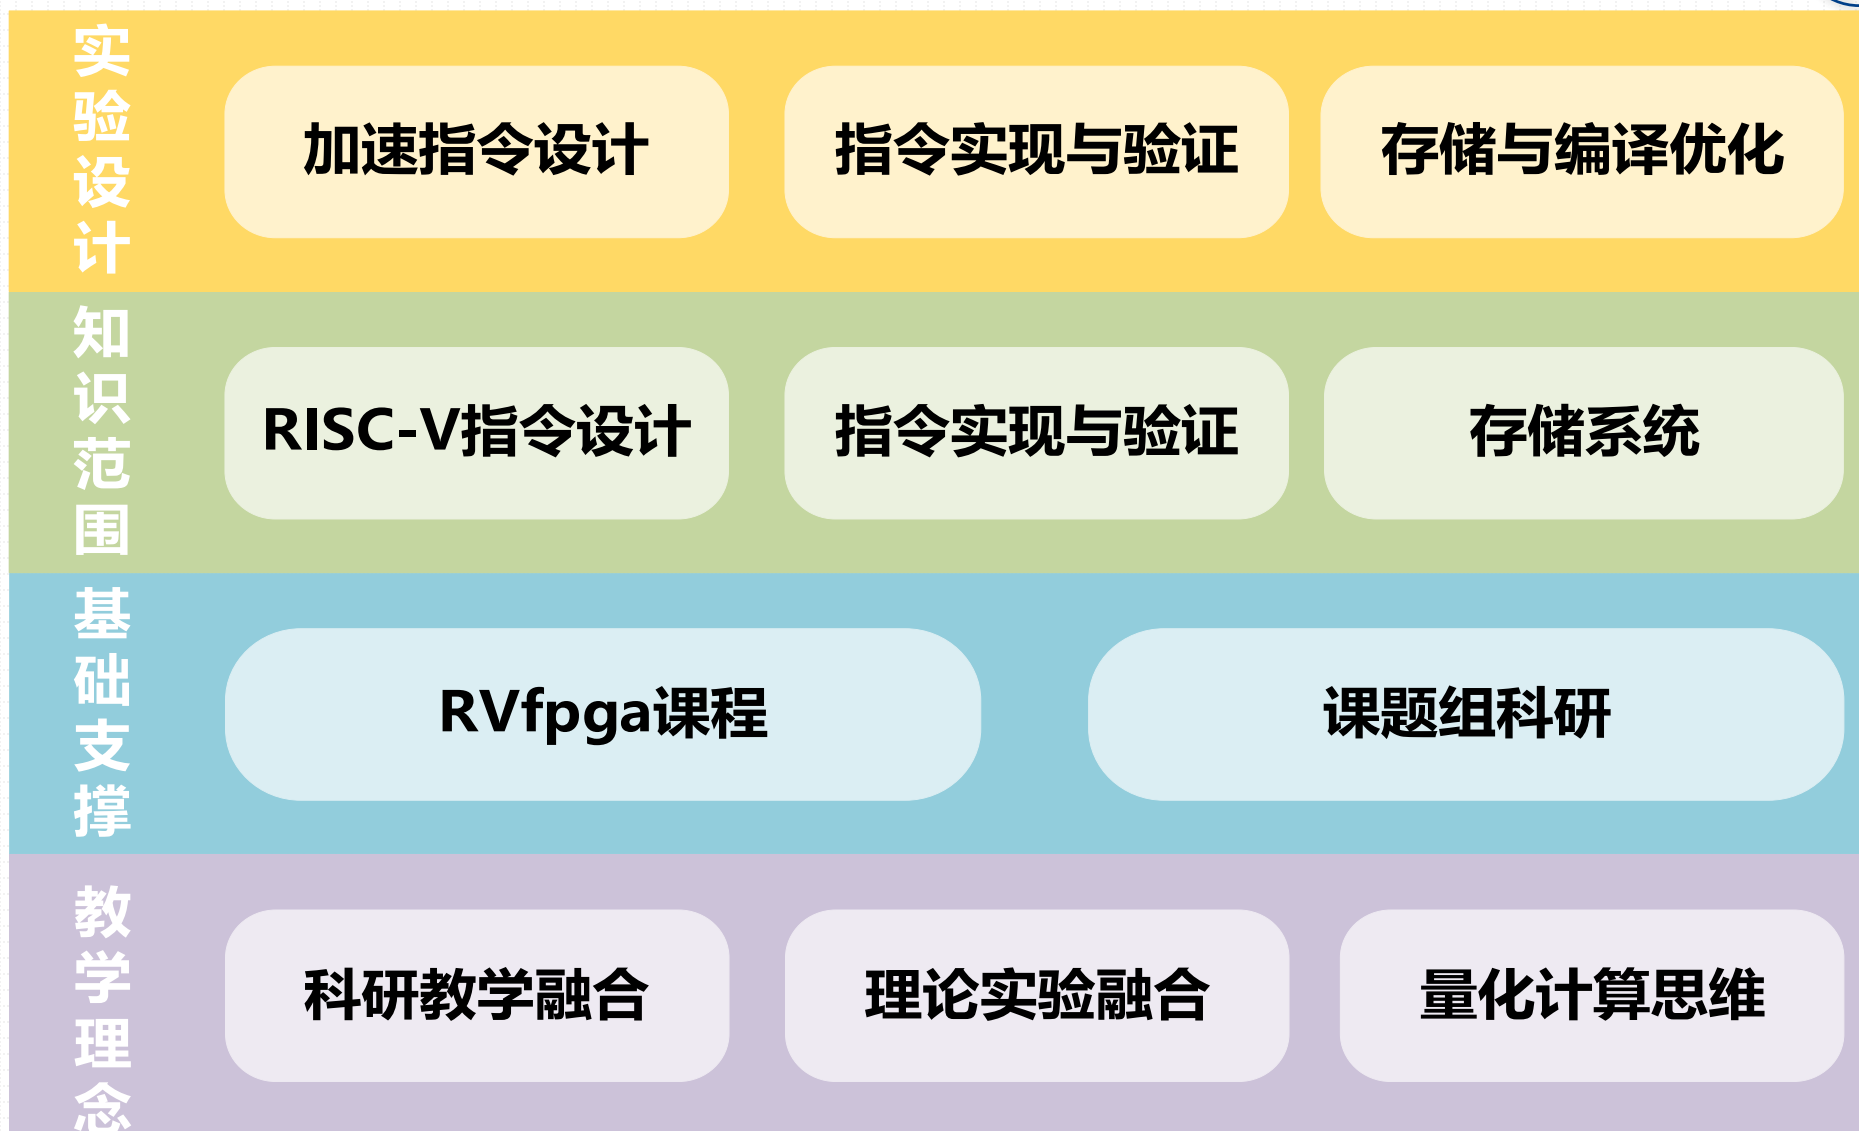 实验设计
加速指令设计
指令实现与验证
存储与编译优化
知识范围
RISC-V指令设计
指令实现与验证
存储系统
基础支撑
RVfpga课程
课题组科研
教学理念
科研教学融合
理论实验融合
量化计算思维